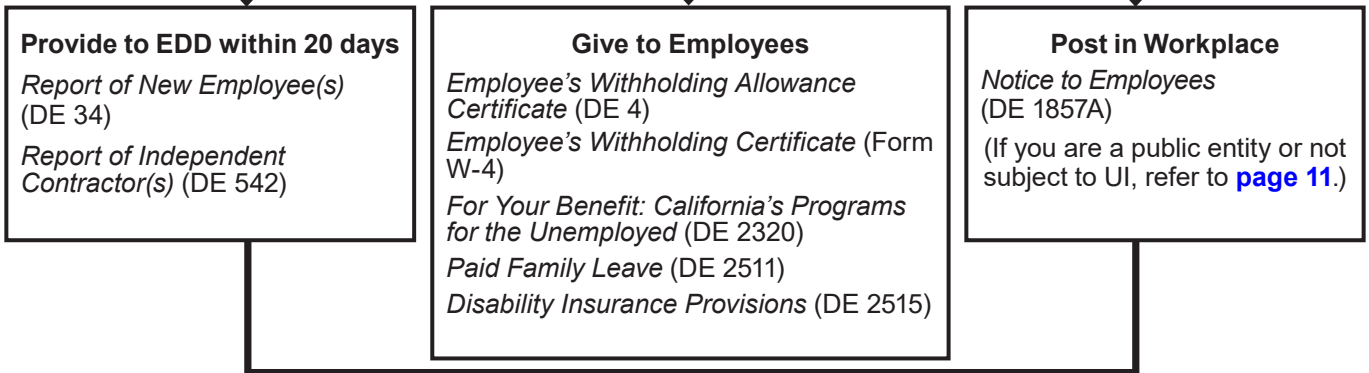 Provide to EDD within 20 days
Report of New Employee(s)
(DE 34)
Report of Independent
Contractor(s) (DE 542)
Give to Employees
Employee’s Withholding Allowance
Certificate (DE 4)
Employee’s Withholding Certificate (Form
W-4)
For Your Benefit: California’s Programs
for the Unemployed (DE 2320)
Paid Family Leave (DE 2511)
Disability Insurance Provisions (DE 2515)
Post in Workplace
Notice to Employees
(DE 1857A)
(If you are a public entity or not
subject to UI, refer to page 11.)